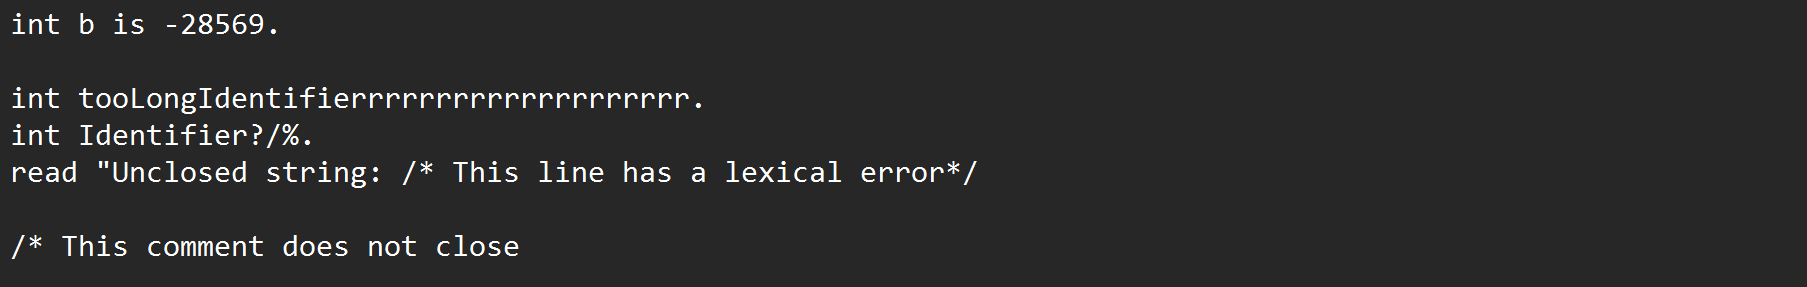 int b is -28569.
int tooLongIdentifierrrrrrrrrrrrrrrrrrrr.
int Identifier?/%.
read "Unclosed string: /* This line has a lexical error*/
/* This comment does not close